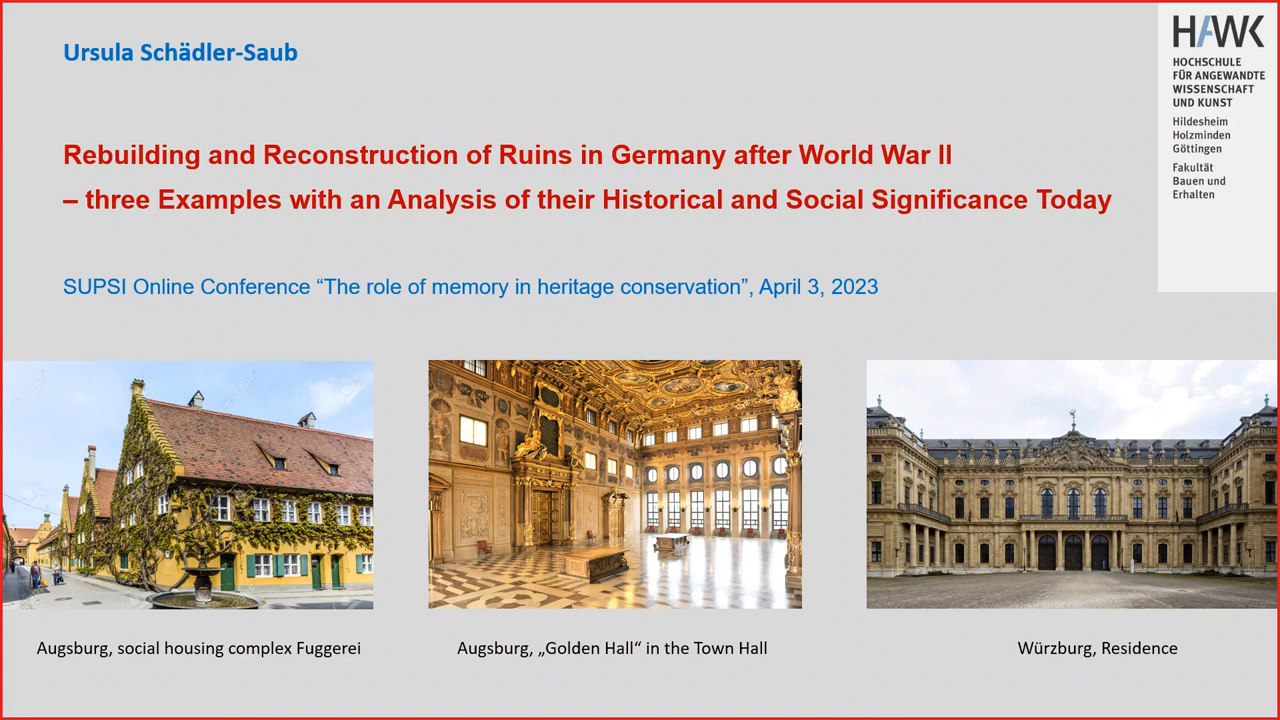 Ursula Schädler-Saub
Rebuilding and Reconstruction of Ruins in Germany after World War II
– three Examples with an Analysis of their Historical and Social Significance Today
SUPSI Online Conference “The role of memory in heritage conservation”, April 3, 2023
HAWK
HOCHSCHULE
FÜR ANGEWANDTE
WISSENSCHAFT
UND KUNST
Hildesheim
Holzminden
Göttingen
Fakultät
Bauen und
Erhalten
Augsburg, social housing complex Fuggerei
Augsburg, „Golden Hall“ in the Town Hall
Würzburg, Residence